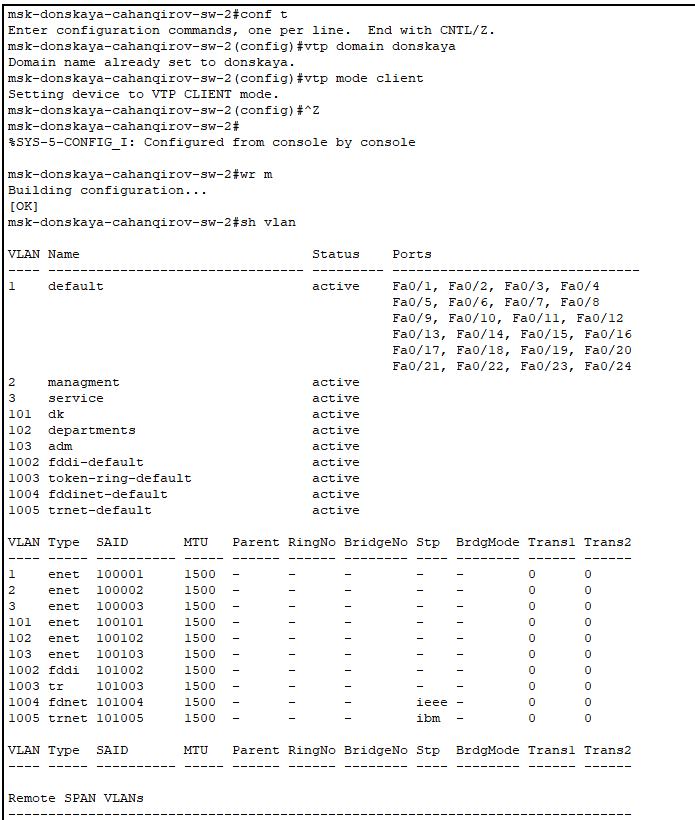 msk-donskaya-cahanqirov-sw-2#conf t
Enter configuration commands, one per line.  End with CNTL/Z.
msk-donskaya-cahanqirov-sw-2(config)#vtp domain donskaya
Domain name already set to donskaya.
msk-donskaya-cahanqirov-sw-2(config)#vtp mode client
Setting device to VTP CLIENT mode.
msk-donskaya-cahanqirov-sw-2(config)#^Z
msk-donskaya-cahanqirov-sw-2#
%SYS-5-CONFIG_I: Configured from console by console

msk-donskaya-cahanqirov-sw-2#wr m
Building configuration...
[OK]
msk-donskaya-cahanqirov-sw-2#sh vlan

VLAN Name                             Status    Ports
---- -------------------------------- --------- -------------------------------
1    default                          active    Fa0/1, Fa0/2, Fa0/3, Fa0/4
                                                Fa0/5, Fa0/6, Fa0/7, Fa0/8
                                                Fa0/9, Fa0/10, Fa0/11, Fa0/12
                                                Fa0/13, Fa0/14, Fa0/15, Fa0/16
                                                Fa0/17, Fa0/18, Fa0/19, Fa0/20
                                                Fa0/21, Fa0/22, Fa0/23, Fa0/24
2    managment                        active
3    service                          active
101  dk                               active
102  departments                      active
103  adm                              active
1002 fddi-default                     active
1003 token-ring-default               active
1004 fddinet-default                  active
1005 trnet-default                    active

VLAN Type  SAID       MTU   Parent RingNo BridgeNo Stp  BrdgMode Trans1 Trans2
---- ----- ---------- ----- ------ ------ -------- ---- -------- ------ ------
1    enet  100001     1500  -      -      -        -    -        0      0
2    enet  100002     1500  -      -      -        -    -        0      0
3    enet  100003     1500  -      -      -        -    -        0      0
101  enet  100101     1500  -      -      -        -    -        0      0
102  enet  100102     1500  -      -      -        -    -        0      0
103  enet  100103     1500  -      -      -        -    -        0      0
1002 fddi  101002     1500  -      -      -        -    -        0      0
1003 tr    101003     1500  -      -      -        -    -        0      0
1004 fdnet 101004     1500  -      -      -        ieee -        0      0
1005 trnet 101005     1500  -      -      -        ibm  -        0      0

VLAN Type  SAID       MTU   Parent RingNo BridgeNo Stp  BrdgMode Trans1 Trans2
---- ----- ---------- ----- ------ ------ -------- ---- -------- ------ ------

Remote SPAN VLANs
------------------------------------------------------------------------------